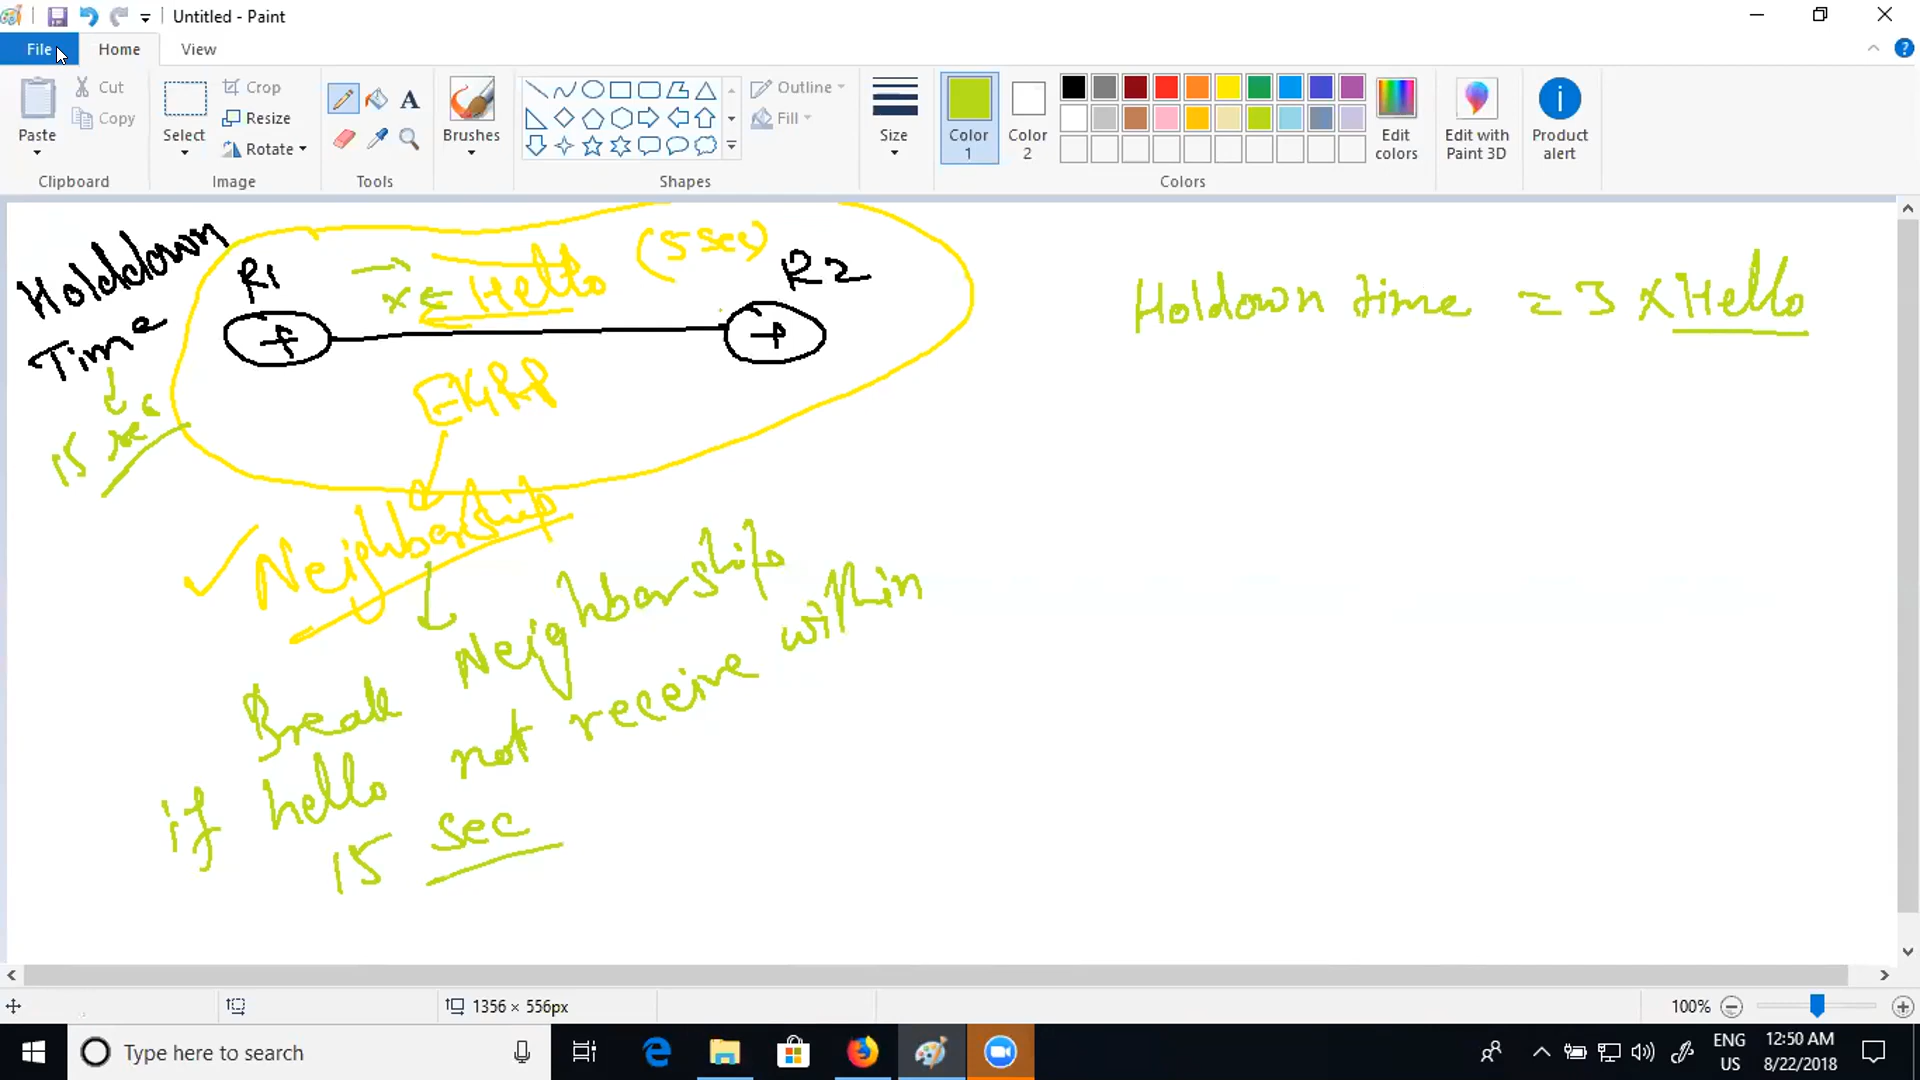 Untitled - Paint
File Home View
Paste
Cut
Copy
Clipboard
Select
Crop
Resize
Rotate
Image
Tools
Brushes
Shapes
Outline
Fill
Size
Color 1
Color 2
Edit colors
Colors
Edit with Paint 3D
Product alert
Holddown
Time
15 sec
R1
Hello
(5 sec)
R2
EIGRP
Neighborship
Holdown time = 3 × Hello
Break Neighborship
if hello not receive within
15 sec
1356 × 556px
100%
Type here to search
ENG
US
12:50 AM
8/22/2018